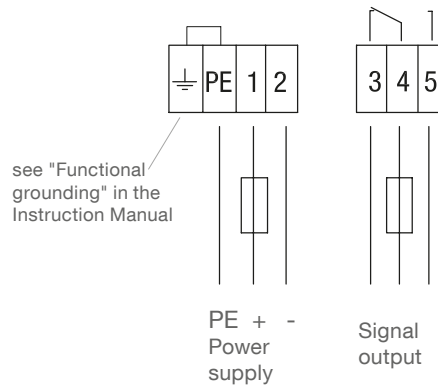 PE 1 2
3 4 5
see "Functional
grounding" in the
Instruction Manual
PE + -
Power
supply
Signal
output